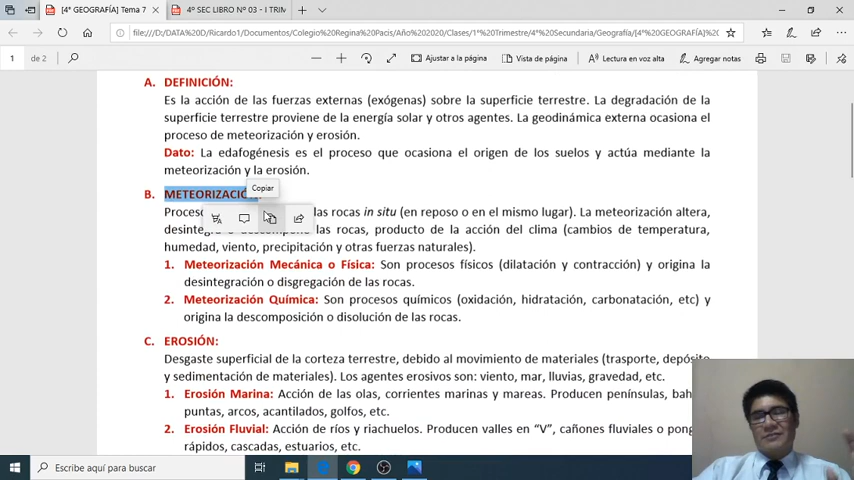 [4° GEOGRAFÍA] Tema 7
4° SEC LIBRO N° 03 - I TRIM
file:///D:/DATA%20D/Ricardo1/Documentos/Colegio%20Regina%20Pacis/Año%202020/Clases/1°%20Trimestre/4°%20Secundaria/Geografía/[4°%20GEOGRAFÍA]%20
1 de 2
Ajustar a la página
Vista de página
Lectura en voz alta
Agregar notas
A. DEFINICIÓN:
Es la acción de las fuerzas externas (exógenas) sobre la superficie terrestre. La degradación de la
superficie terrestre proviene de la energía solar y otros agentes. La geodinámica externa ocasiona el
proceso de meteorización y erosión.
Dato: La edafogénesis es el proceso que ocasiona el origen de los suelos y actúa mediante la
meteorización y la erosión.
B. METEORIZACIÓ
Copiar
las rocas in situ (en reposo o en el mismo lugar). La meteorización altera,
las rocas, producto de la acción del clima (cambios de temperatura,
humedad, viento, precipitación y otras fuerzas naturales).
1. Meteorización Mecánica o Física: Son procesos físicos (dilatación y contracción) y origina la
desintegración o disgregación de las rocas.
2. Meteorización Química: Son procesos químicos (oxidación, hidratación, carbonatación, etc) y
origina la descomposición o disolución de las rocas.
C. EROSIÓN:
Desgaste superficial de la corteza terrestre, debido al movimiento de materiales (trasporte, depósito
y sedimentación de materiales). Los agentes erosivos son: viento, mar, lluvias, gravedad, etc.
1. Erosión Marina: Acción de las olas, corrientes marinas y mareas. Producen penínsulas, bah
puntas, arcos, acantilados, golfos, etc.
2. Erosión Fluvial: Acción de ríos y riachuelos. Producen valles en “V”, cañones fluviales o pong
rápidos, cascadas, estuarios, etc.
Escribe aquí para buscar